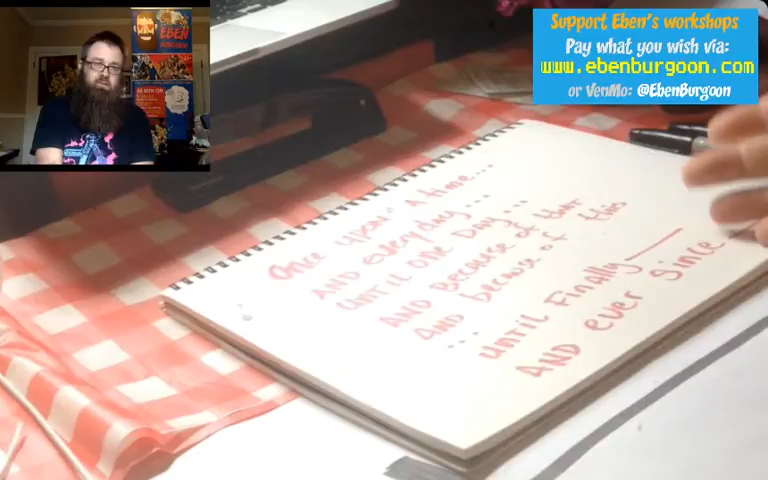 Support Eben's workshops
Pay what you wish via:
www.ebenburgoon.com
or VenMo: @EbenBurgoon
EBEN
Once upon A time...
AND everyday...
UNTIL ONE DAY...
AND Because of that
AND because of this
... UNTIL Finally
AND ever since